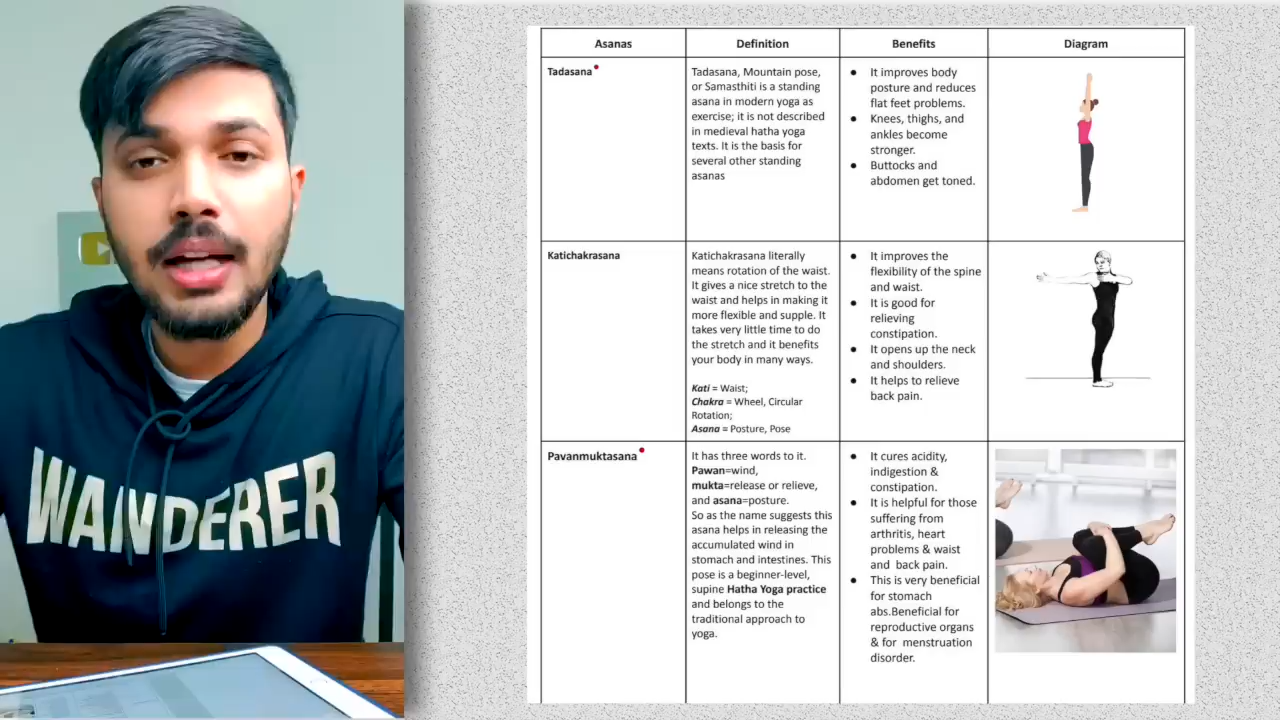 WANDERER
Asanas
Definition
Benefits
Diagram
Tadasana
Tadasana, Mountain pose,
or Samasthiti is a standing
asana in modern yoga as
exercise; it is not described
in medieval hatha yoga
texts. It is the basis for
several other standing
asanas
● It improves body
posture and reduces
flat feet problems.
● Knees, thighs, and
ankles become
stronger.
● Buttocks and
abdomen get toned.
Katichakrasana
Katichakrasana literally
means rotation of the waist.
It gives a nice stretch to the
waist and helps in making it
more flexible and supple. It
takes very little time to do
the stretch and it benefits
your body in many ways.
Kati = Waist;
Chakra = Wheel, Circular
Rotation;
Asana = Posture, Pose
● It improves the
flexibility of the spine
and waist.
● It is good for
relieving
constipation.
● It opens up the neck
and shoulders.
● It helps to relieve
back pain.
Pavanmuktasana
It has three words to it.
Pawan=wind,
mukta=release or relieve,
and asana=posture.
So as the name suggests this
asana helps in releasing the
accumulated wind in
stomach and intestines. This
pose is a beginner-level,
supine Hatha Yoga practice
and belongs to the
traditional approach to
yoga.
● It cures acidity,
indigestion &
constipation.
● It is helpful for those
suffering from
arthritis, heart
problems & waist
and back pain.
● This is very beneficial
for stomach
abs.Beneficial for
reproductive organs
& for menstruation
disorder.